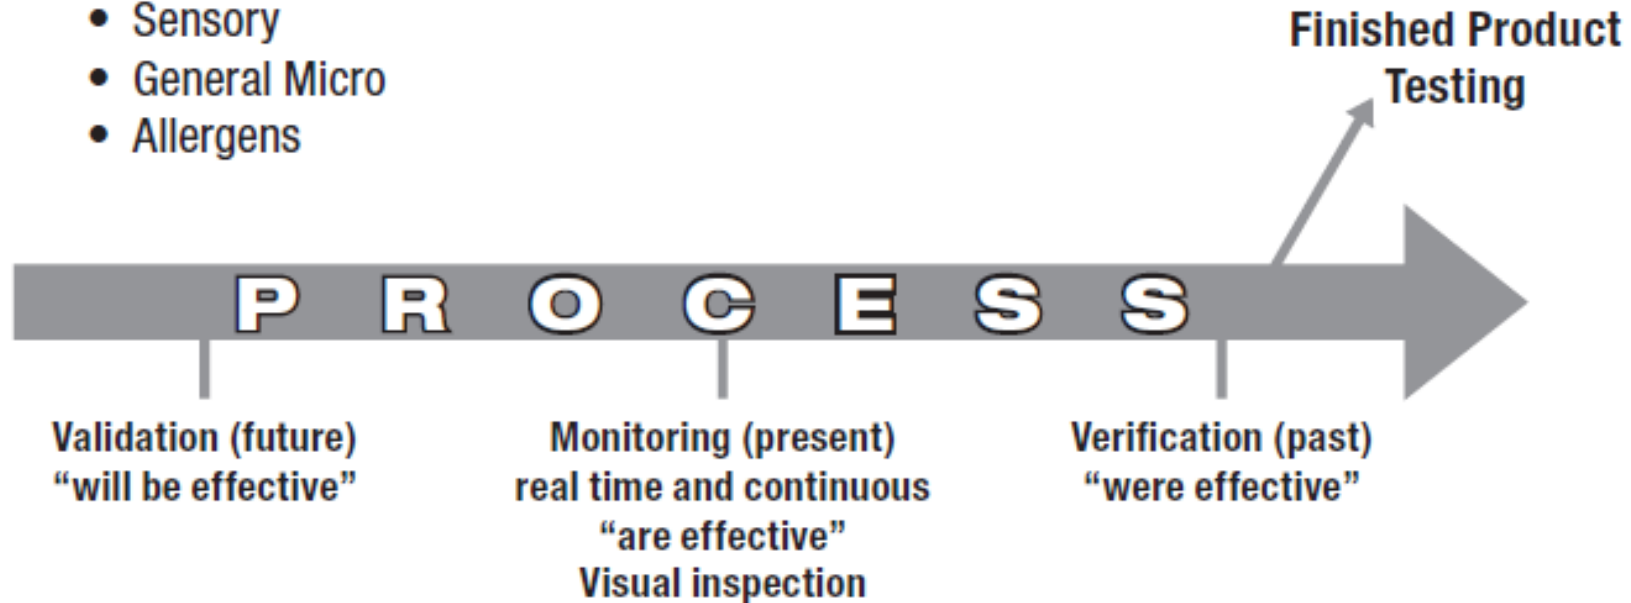 • Sensory
• General Micro
• Allergens
Finished Product
Testing
PROCESS
Validation (future)
“will be effective”
Monitoring (present)
real time and continuous
“are effective”
Visual inspection
Verification (past)
“were effective”